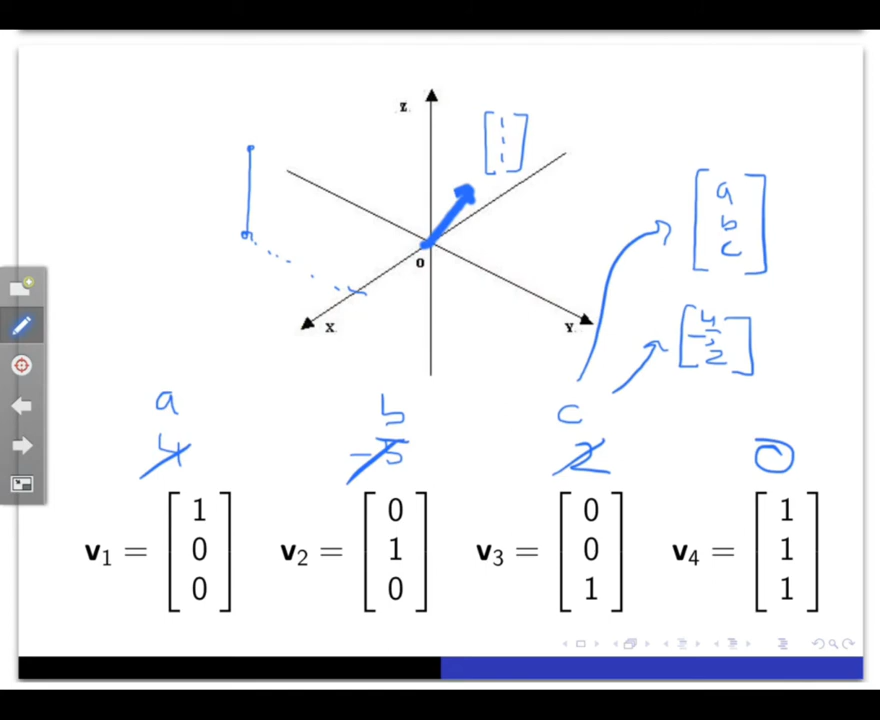 Z
O
X
Y
[ a b c ]
[ 4 -5 2 ]
a b c
4 -5 2 0
v₁ = [ 1 0 0 ] v₂ = [ 0 1 0 ] v₃ = [ 0 0 1 ] v₄ = [ 1 1 1 ]